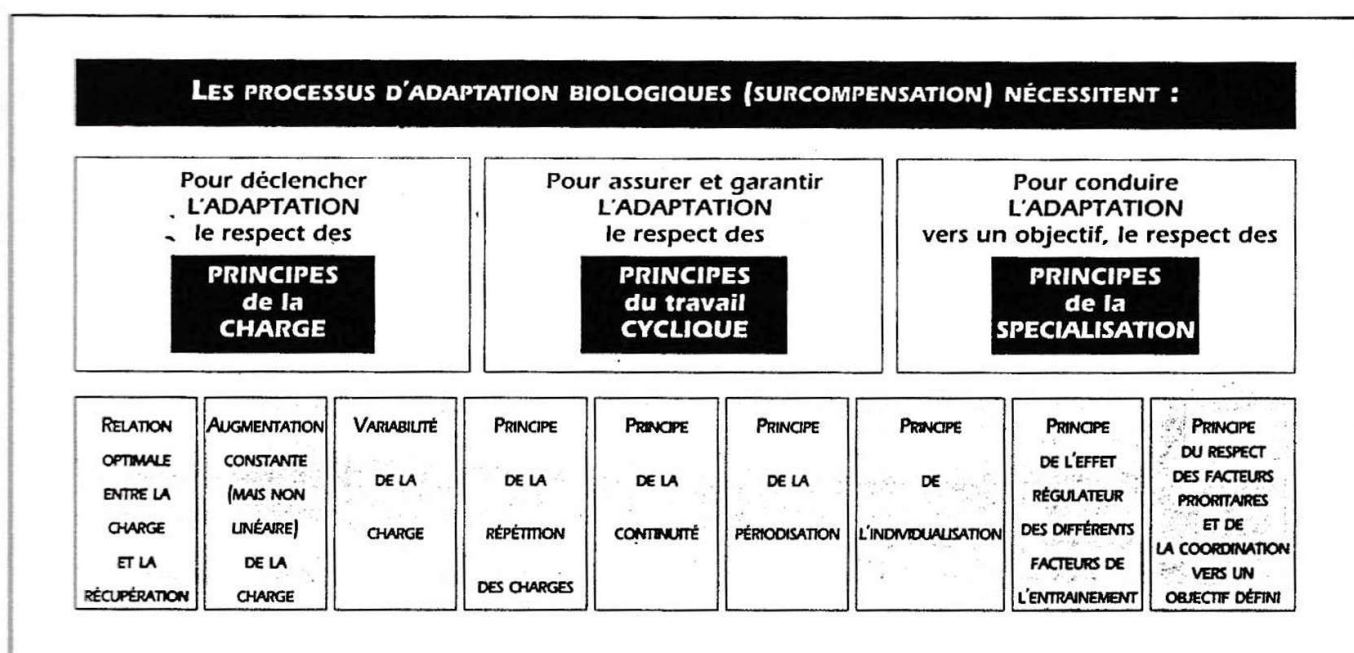 LES PROCESSUS D'ADAPTATION BIOLOGIQUES (SURCOMPENSATION) NÉCESSITENT :
Pour déclencher
L'ADAPTATION
le respect des
PRINCIPES
de la
CHARGE
Pour assurer et garantir
L'ADAPTATION
le respect des
PRINCIPES
du travail
CYCLIQUE
Pour conduire
L'ADAPTATION
vers un objectif, le respect des
PRINCIPES
de la
SPECIALISATION
RELATION
OPTIMALE
ENTRE LA
CHARGE
ET LA
RÉCUPÉRATION
AUGMENTATION
CONSTANTE
(MAIS NON
LINÉAIRE)
DE LA
CHARGE
VARIABILITÉ
DE LA
CHARGE
PRINCIPE
DE LA
RÉPÉTITION
DES CHARGES
PRINCIPE
DE LA
CONTINUITÉ
PRINCIPE
DE LA
PÉRIODISATION
PRINCIPE
DE
L'INDIVIDUALISATION
PRINCIPE
DE L'EFFET
RÉGULATEUR
DES DIFFÉRENTS
FACTEURS DE
L'ENTRAINEMENT
PRINCIPE
DU RESPECT
DES FACTEURS
PRIORITAIRES
ET DE
LA COORDINATION
VERS UN
OBJECTIF DÉFINI